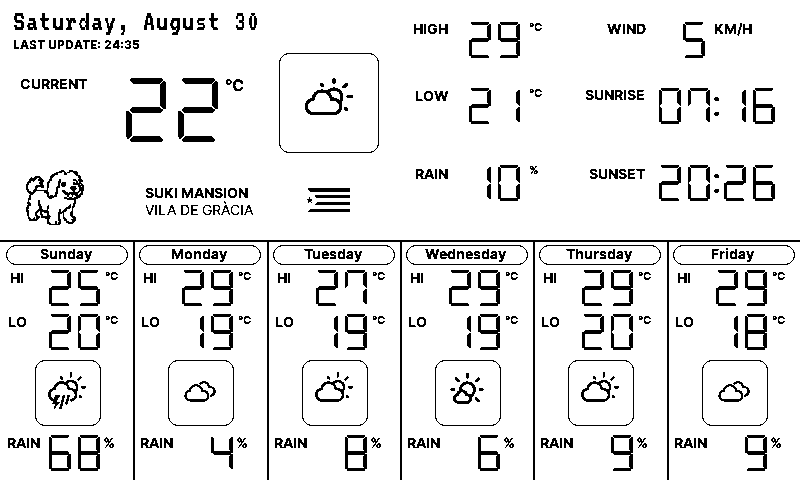 Saturday, August 30
LAST UPDATE: 24:35
CURRENT 22 °C
HIGH 29 °C
WIND 5 KM/H
LOW 21 °C
SUNRISE 07:16
RAIN 10 %
SUNSET 20:26
SUKI MANSION
VILA DE GRÀCIA
Sunday
HI 25 °C
LO 20 °C
RAIN 68 %
Monday
HI 29 °C
LO 19 °C
RAIN 4 %
Tuesday
HI 27 °C
LO 19 °C
RAIN 8 %
Wednesday
HI 29 °C
LO 19 °C
RAIN 6 %
Thursday
HI 29 °C
LO 20 °C
RAIN 9 %
Friday
HI 29 °C
LO 18 °C
RAIN 9 %